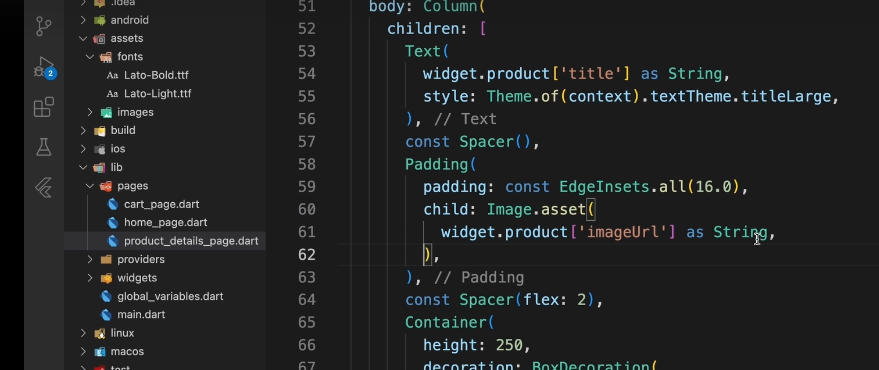 .idea
android
assets
fonts
Aa Lato-Bold.ttf
Aa Lato-Light.ttf
images
build
ios
lib
pages
cart_page.dart
home_page.dart
product_details_page.dart
providers
widgets
global_variables.dart
main.dart
linux
macos
test
2
51 body: Column(
52 children: [
53 Text(
54 widget.product['title'] as String,
55 style: Theme.of(context).textTheme.titleLarge,
56 ), // Text
57 const Spacer(),
58 Padding(
59 padding: const EdgeInsets.all(16.0),
60 child: Image.asset(
61 widget.product['imageUrl'] as String,
62 ),
63 ), // Padding
64 const Spacer(flex: 2),
65 Container(
66 height: 250,
67 decoration: BoxDecoration(